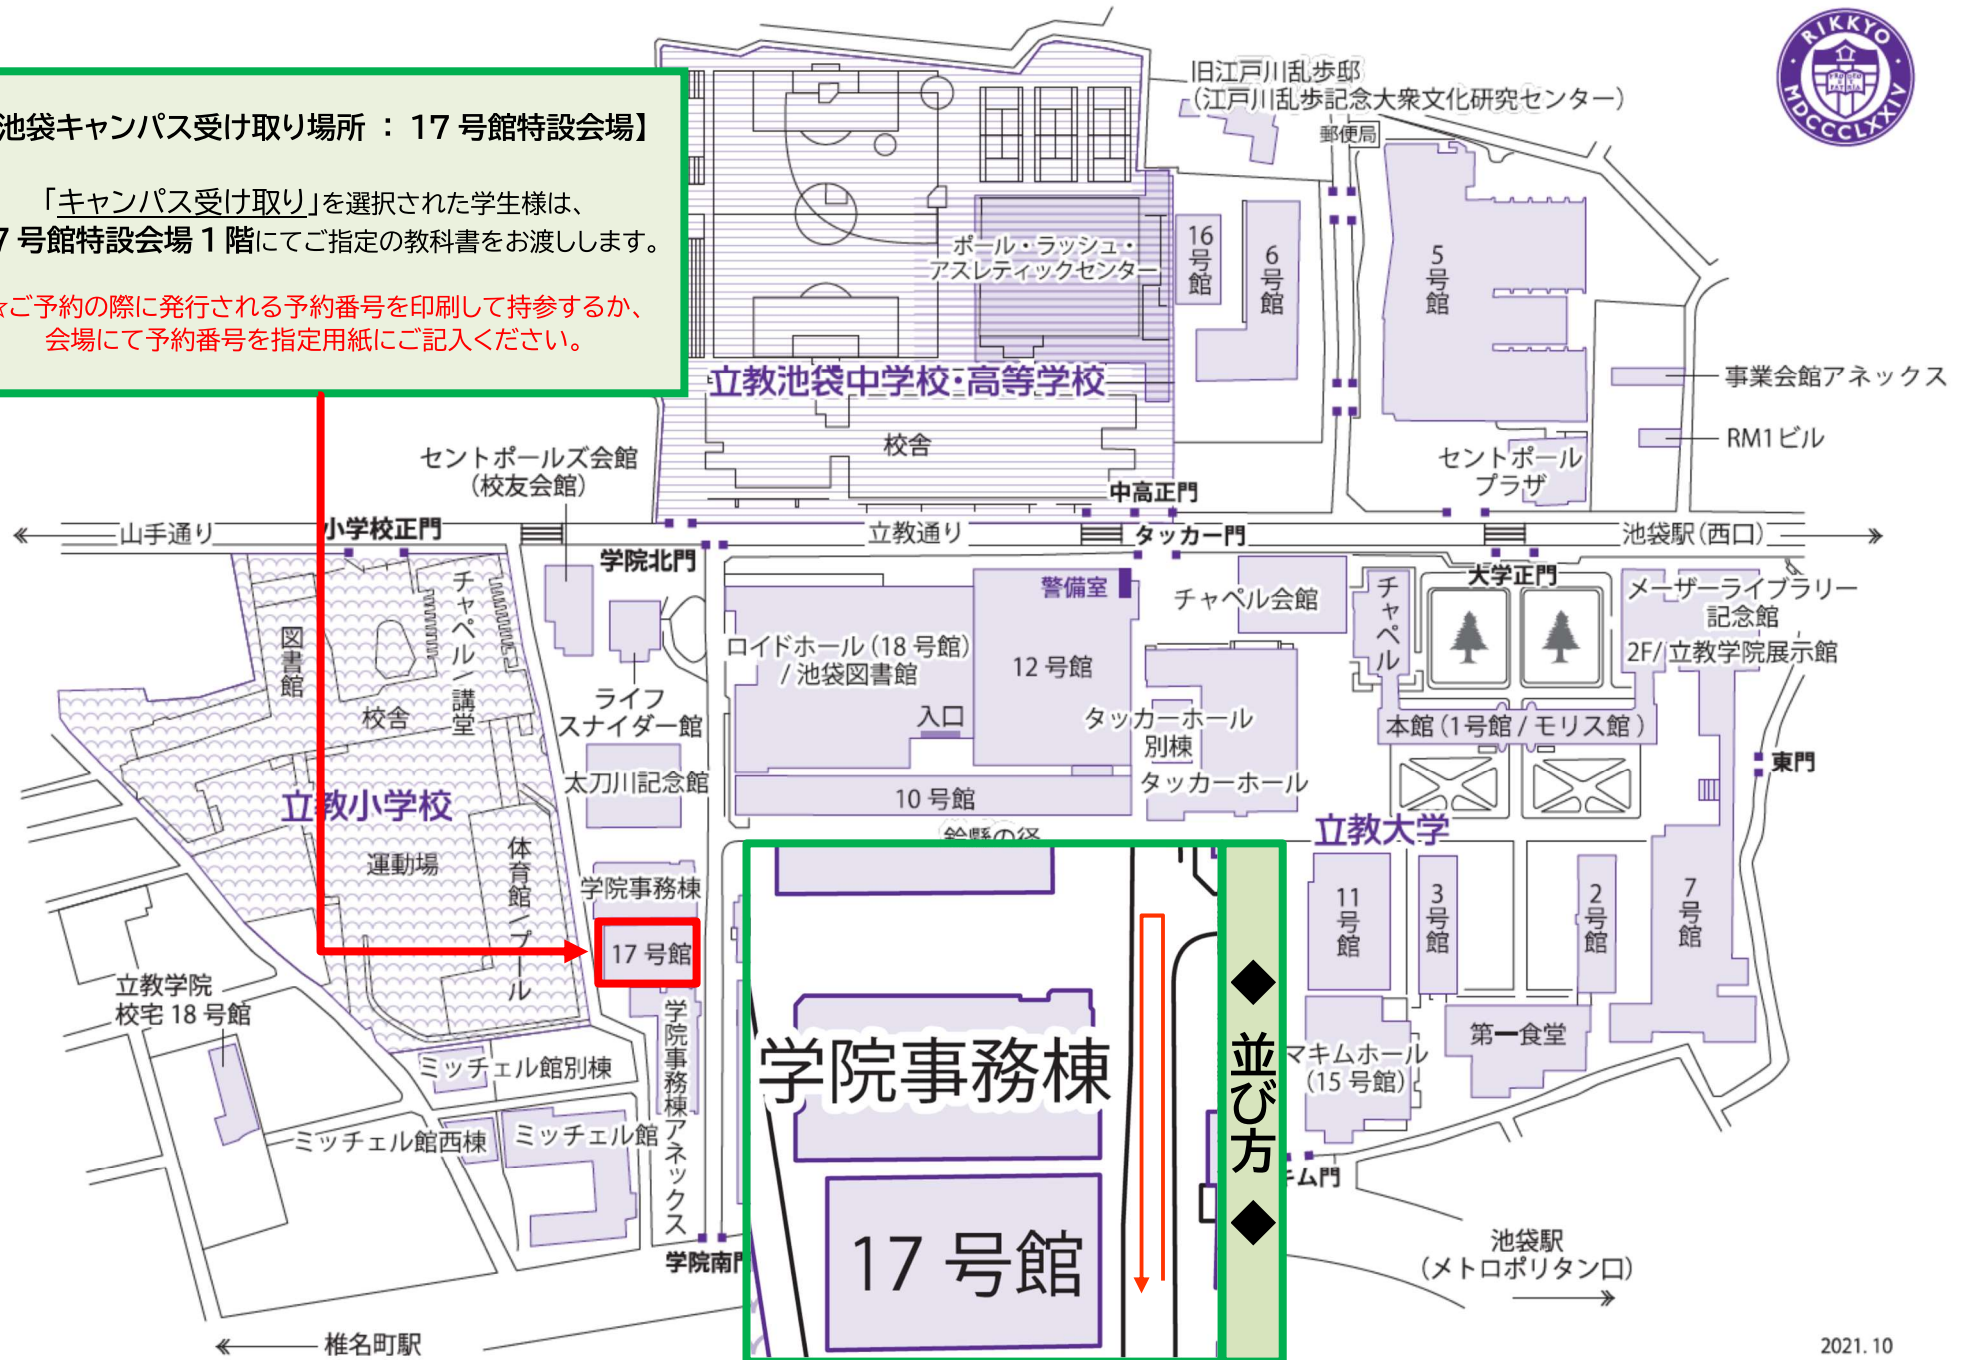 池袋キャンパス受け取り場所 : 17 号館特設会場】
「キャンパス受け取り」を選択された学生様は、
7 号館特設会場 1 階にてご指定の教科書をお渡しします。
☆ご予約の際に発行される予約番号を印刷して持参するか、
会場にて予約番号を指定用紙にご記入ください。
RIKKYO
MDCCCLXXIV
旧江戸川乱歩邸
(江戸川乱歩記念大衆文化研究センター)
郵便局
ポール・ラッシュ・
アスレティックセンター
16号館
6号館
5号館
立教池袋中学校・高等学校
校舎
事業会館アネックス
RM1ビル
セントポール
プラザ
セントポールズ会館
(校友会館)
中高正門
山手通り
小学校正門
立教通り
タッカー門
池袋駅(西口)
学院北門
大学正門
警備室
チャペル会館
チャペル
メーザーライブラリー
記念館
2F/ 立教学院展示館
図書館
チャペル/講堂
校舎
ライフ
スナイダー館
ロイドホール (18 号館)
/ 池袋図書館
入口
12 号館
タッカーホール
別棟
タッカーホール
本館 (1号館 / モリス館 )
東門
太刀川記念館
10 号館
立教小学校
運動場
体育館/プール
鈴懸の径
立教大学
学院事務棟
17 号館
11号館
3号館
2号館
7号館
立教学院
校宅 18 号館
学院事務棟アネックス
第一食堂
マキムホール
(15 号館)
ミッチェル館別棟
ミッチェル館西棟
ミッチェル館
学院南門
学院事務棟
17 号館
◆ 並び方 ◆
キム門
池袋駅
(メトロポリタン口)
椎名町駅
2021. 10